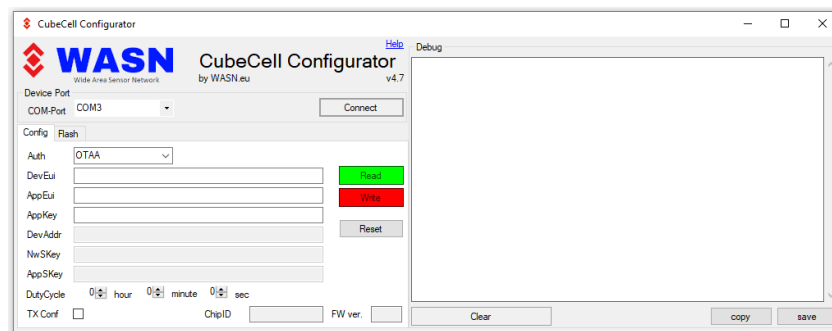 CubeCell Configurator
WASN
Wide Area Sensor Network
CubeCell Configurator
by WASN.eu
Help
v4.7
Device Port
COM-Port COM3 Connect
Config Flash
Auth OTAA
DevEui Read
AppEui Write
AppKey
DevAddr Reset
NwSKey
AppSKey
DutyCycle 0 hour 0 minute 0 sec
TX Conf ChipID FW ver.
Debug
Clear copy save